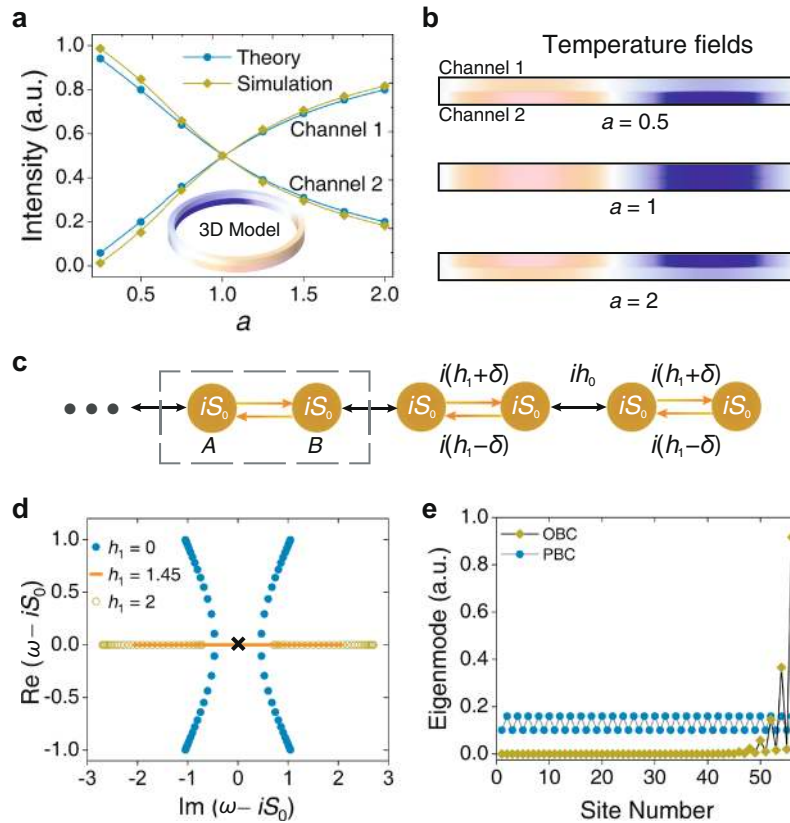 a
1.0
0.8
0.6
0.4
0.2
0.0
Intensity (a.u.)
Theory
Simulation
Channel 1
Channel 2
3D Model
0.5 1.0 1.5 2.0
a
b
Temperature fields
Channel 1
Channel 2
a = 0.5
a = 1
a = 2
c
i(h₁+δ) ih₀ i(h₁+δ)
iS₀ iS₀ iS₀ iS₀ iS₀ iS₀
A B i(h₁−δ) i(h₁−δ)
d
1.0
0.5
0.0
-0.5
-1.0
Re (ω− iS₀)
h₁ = 0
h₁ = 1.45
h₁ = 2
-3 -2 -1 0 1 2 3
Im (ω− iS₀)
e
1.0
0.8
0.6
0.4
0.2
0.0
Eigenmode (a.u.)
OBC
PBC
0 10 20 30 40 50
Site Number